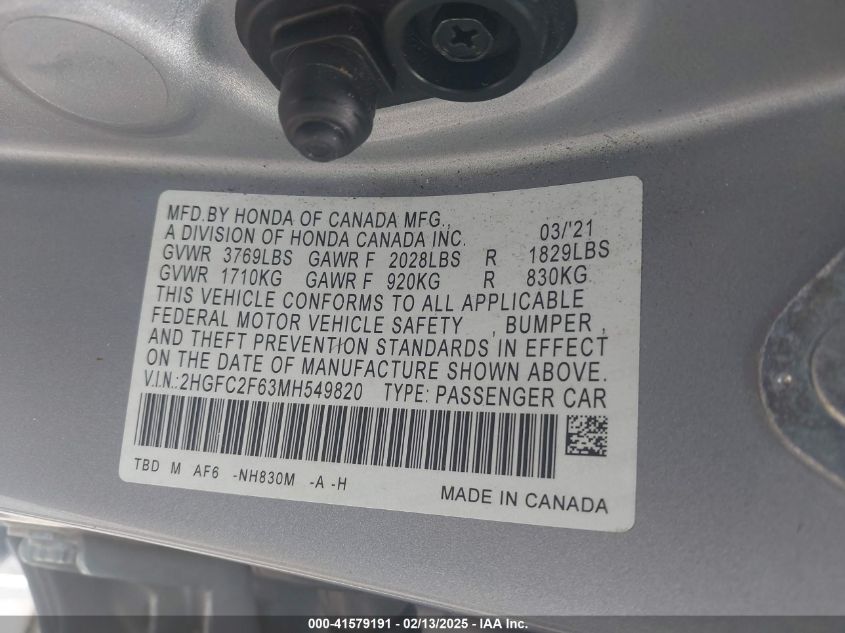 MFD.BY HONDA OF CANADA MFG.,
A DIVISION OF HONDA CANADA INC. 03/'21
GVWR 3769LBS GAWR F 2028LBS R 1829LBS
GVWR 1710KG GAWR F 920KG R 830KG
THIS VEHICLE CONFORMS TO ALL APPLICABLE
FEDERAL MOTOR VEHICLE SAFETY , BUMPER ,
AND THEFT PREVENTION STANDARDS IN EFFECT
ON THE DATE OF MANUFACTURE SHOWN ABOVE.
V.I.N.:2HGFC2F63MH549820 TYPE: PASSENGER CAR
TBD M AF6 -NH830M -A -H
MADE IN CANADA
000-41579191 - 02/13/2025 - IAA Inc.